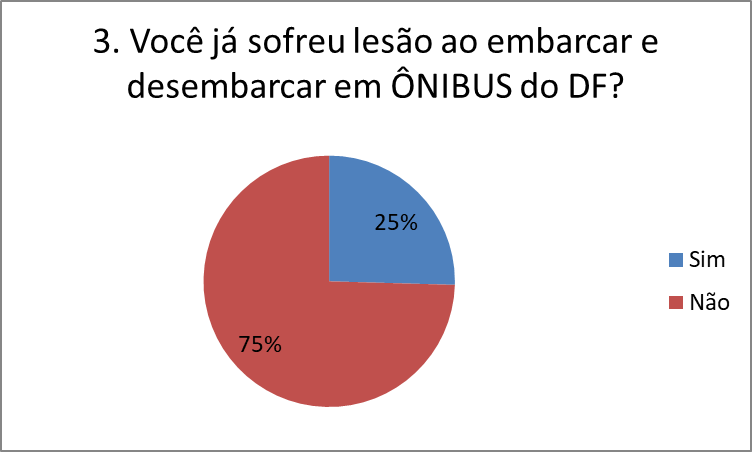 3. Você já sofreu lesão ao embarcar e
desembarcar em ÔNIBUS do DF?
25%
75%
Sim
Não